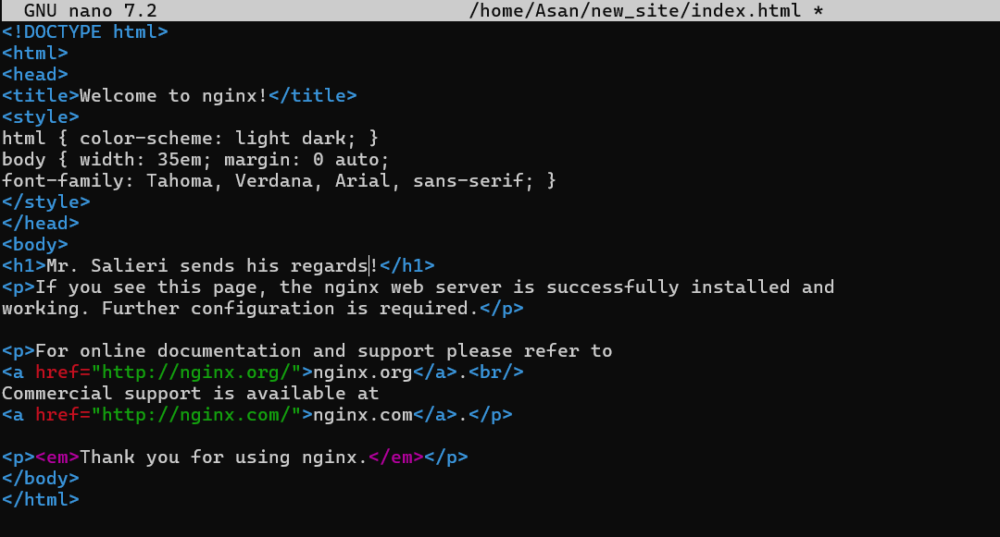 GNU nano 7.2 /home/Asan/new_site/index.html *
<!DOCTYPE html>
<html>
<head>
<title>Welcome to nginx!</title>
<style>
html { color-scheme: light dark; }
body { width: 35em; margin: 0 auto;
font-family: Tahoma, Verdana, Arial, sans-serif; }
</style>
</head>
<body>
<h1>Mr. Salieri sends his regards!</h1>
<p>If you see this page, the nginx web server is successfully installed and
working. Further configuration is required.</p>

<p>For online documentation and support please refer to
<a href="http://nginx.org/">nginx.org</a>.<br/>
Commercial support is available at
<a href="http://nginx.com/">nginx.com</a>.</p>

<p><em>Thank you for using nginx.</em></p>
</body>
</html>